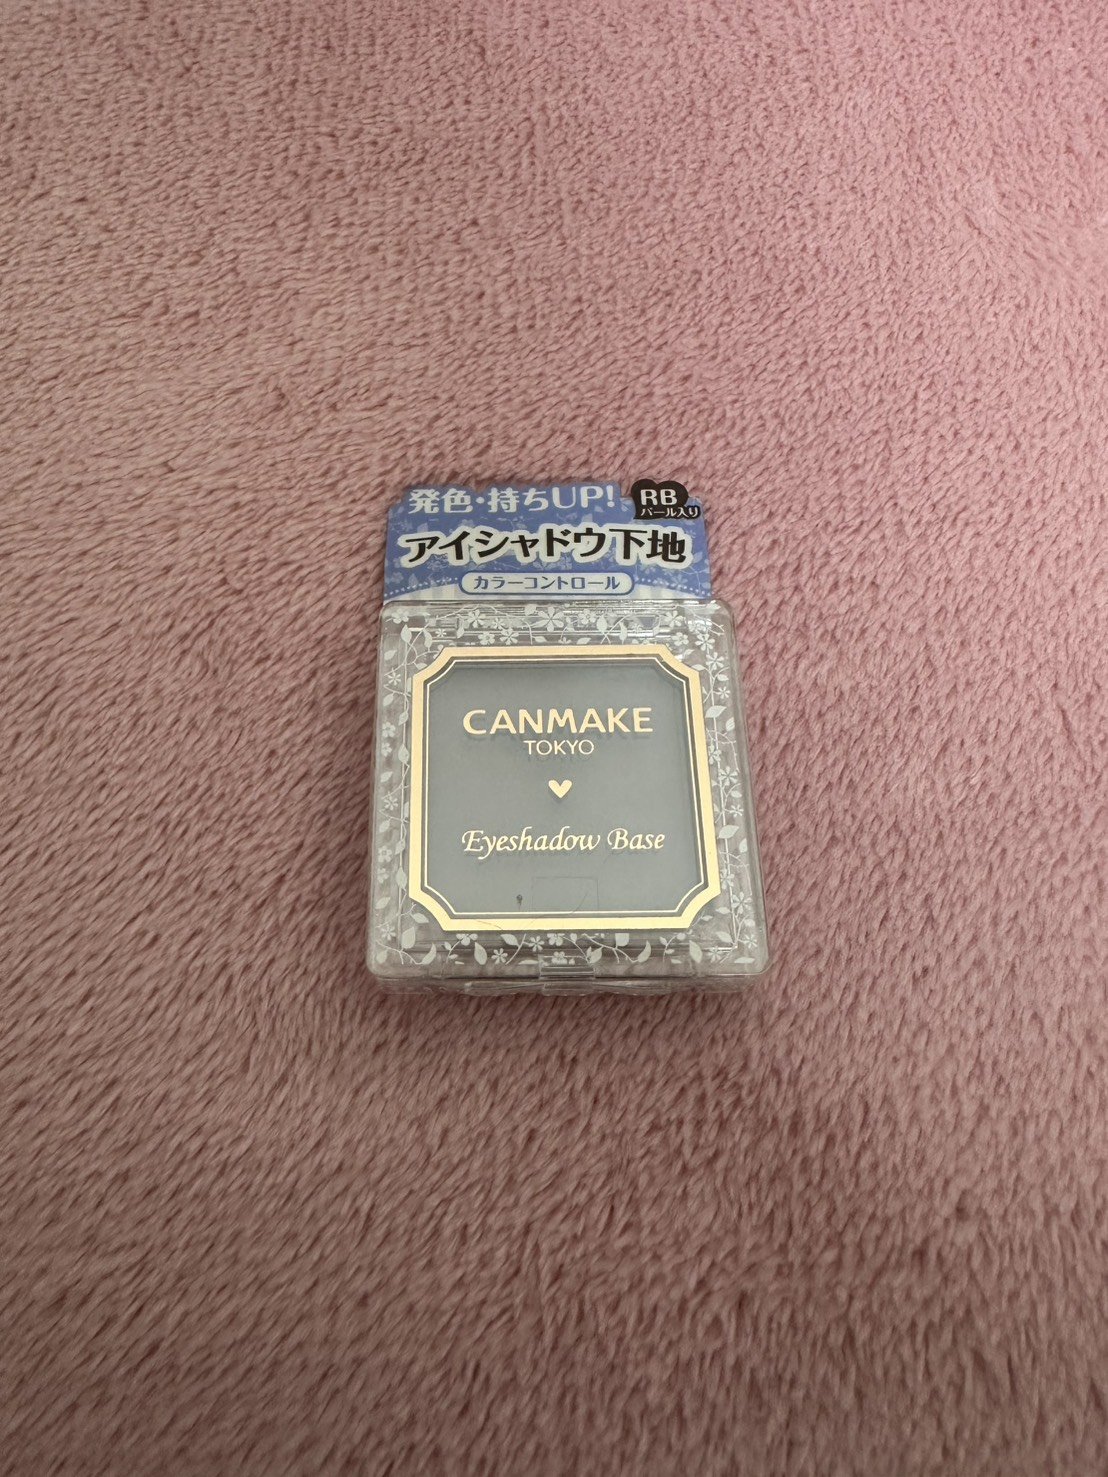 発色・持ちUP!
RB
パール入り
アイシャドウ下地
カラーコントロール
CANMAKE
TOKYO
Eyeshadow Base